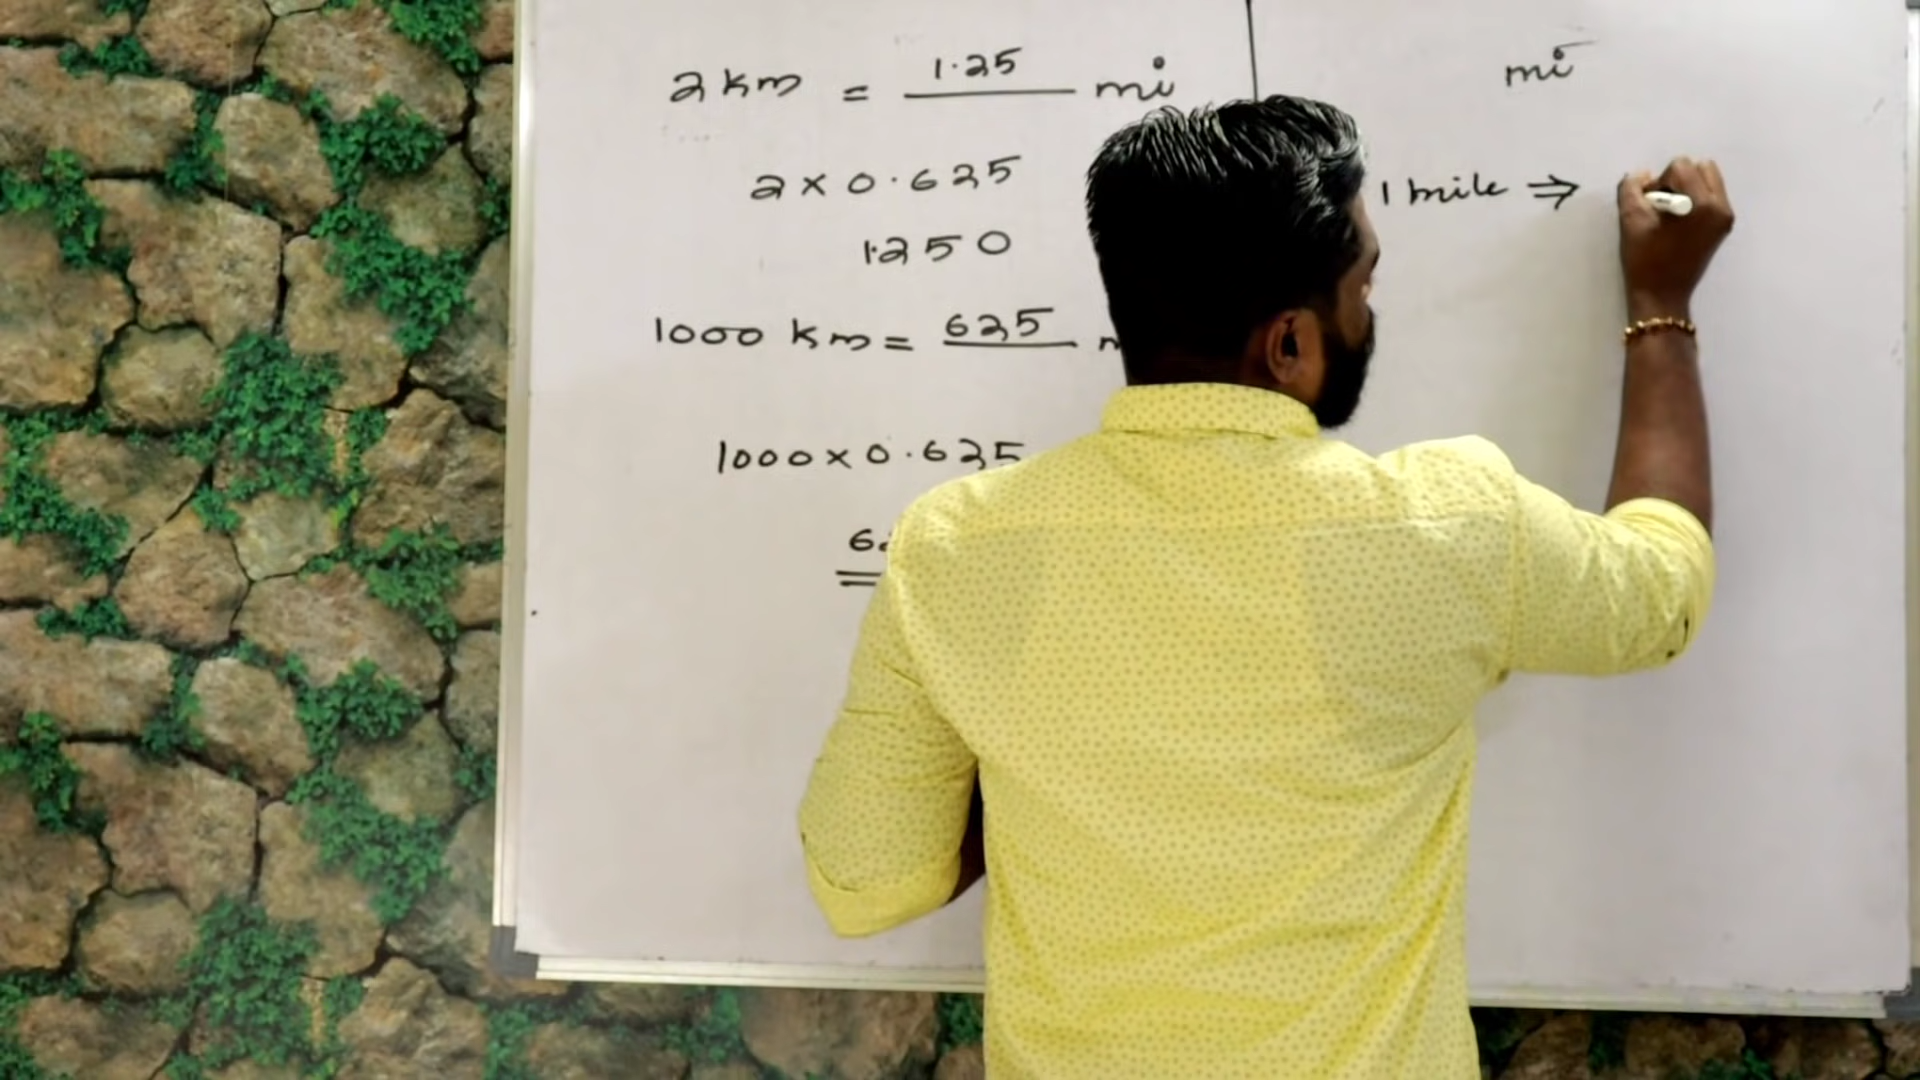 2 km = 1.25 mi
2 x 0.625
1.250
1000 km = 625
1000 x 0.625
mi
1 mile ⇒